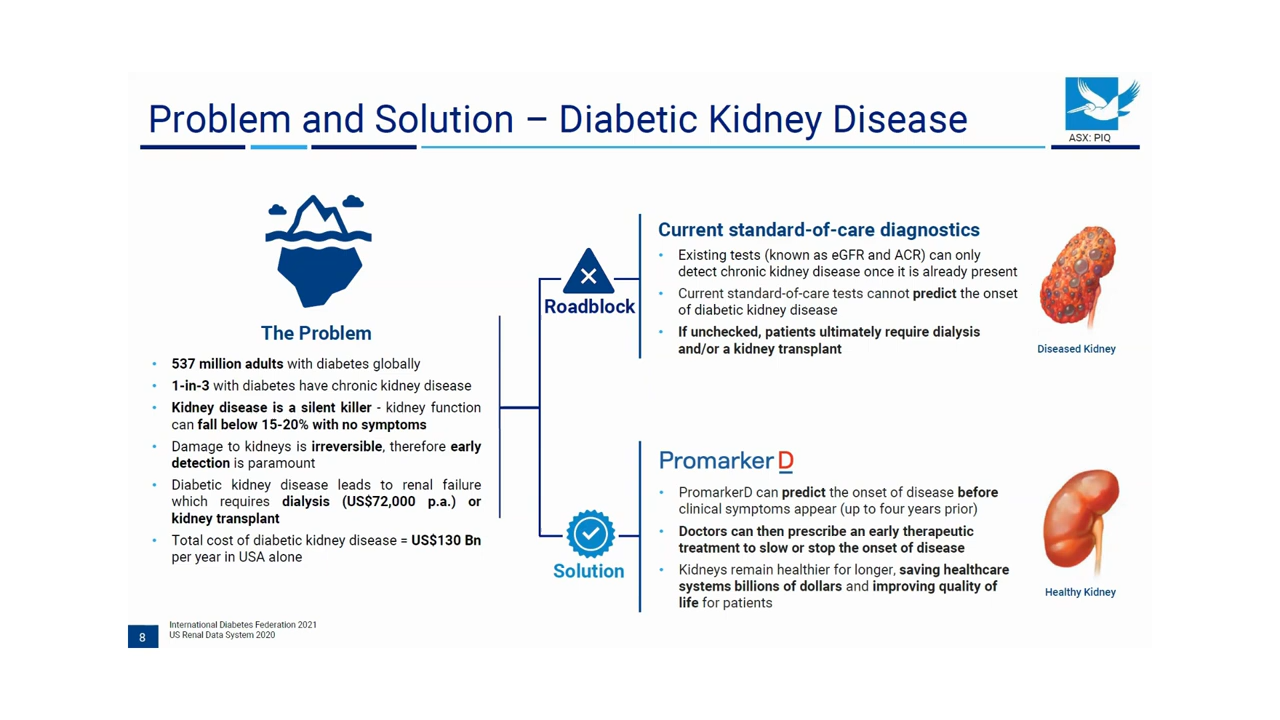 Problem and Solution – Diabetic Kidney Disease
ASX: PIQ
The Problem
• 537 million adults with diabetes globally
• 1-in-3 with diabetes have chronic kidney disease
• Kidney disease is a silent killer - kidney function
can fall below 15-20% with no symptoms
• Damage to kidneys is irreversible, therefore early
detection is paramount
• Diabetic kidney disease leads to renal failure
which requires dialysis (US$72,000 p.a.) or
kidney transplant
• Total cost of diabetic kidney disease = US$130 Bn
per year in USA alone
Roadblock
Current standard-of-care diagnostics
• Existing tests (known as eGFR and ACR) can only
detect chronic kidney disease once it is already present
• Current standard-of-care tests cannot predict the onset
of diabetic kidney disease
• If unchecked, patients ultimately require dialysis
and/or a kidney transplant
Diseased Kidney
Solution
PromarkerD
• PromarkerD can predict the onset of disease before
clinical symptoms appear (up to four years prior)
• Doctors can then prescribe an early therapeutic
treatment to slow or stop the onset of disease
• Kidneys remain healthier for longer, saving healthcare
systems billions of dollars and improving quality of
life for patients
Healthy Kidney
8
International Diabetes Federation 2021
US Renal Data System 2020